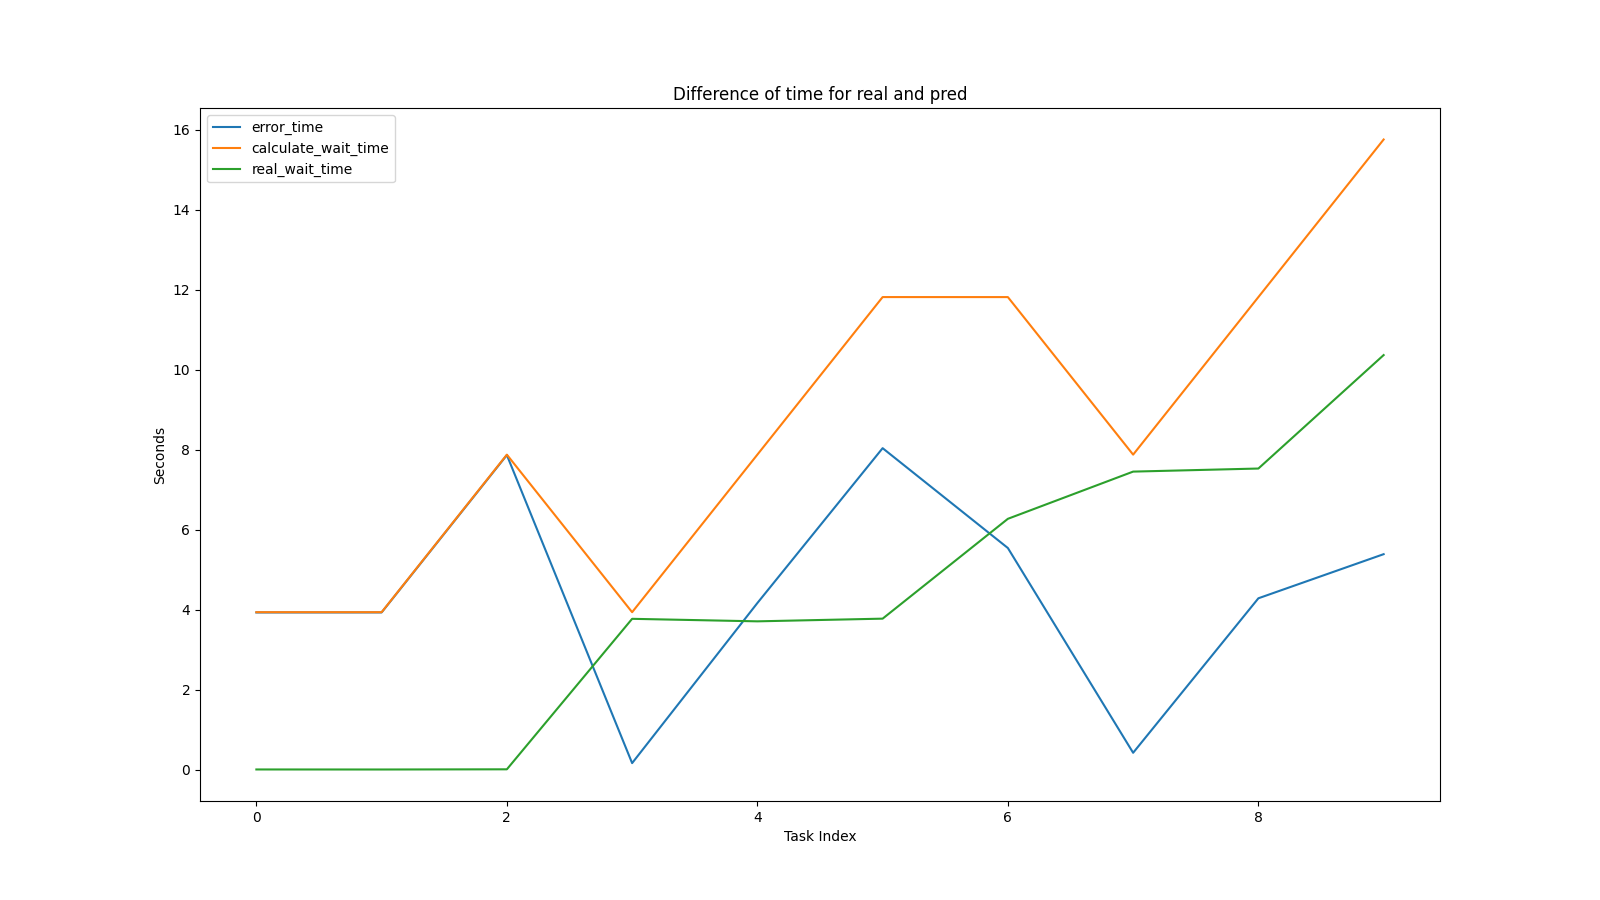 Difference of time for real and pred
error_time
calculate_wait_time
real_wait_time
16
14
12
10
8
6
4
2
0
Seconds
0 2 4 6 8
Task Index